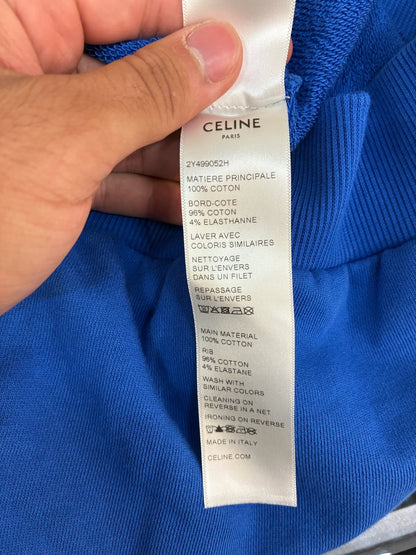 CELINE
PARIS
2Y499052H
MATIERE PRINCIPALE
100% COTON
BORD-COTE
96% COTON
4% ELASTHANNE
LAVER AVEC
COLORIS SIMILAIRES
NETTOYAGE
SUR L'ENVERS
DANS UN FILET
REPASSAGE
SUR L'ENVERS
MAIN MATERIAL
100% COTTON
RIB
96% COTTON
4% ELASTANE
WASH WITH
SIMILAR COLORS
CLEANING ON
REVERSE IN A NET
IRONING ON REVERSE
MADE IN ITALY
CELINE.COM